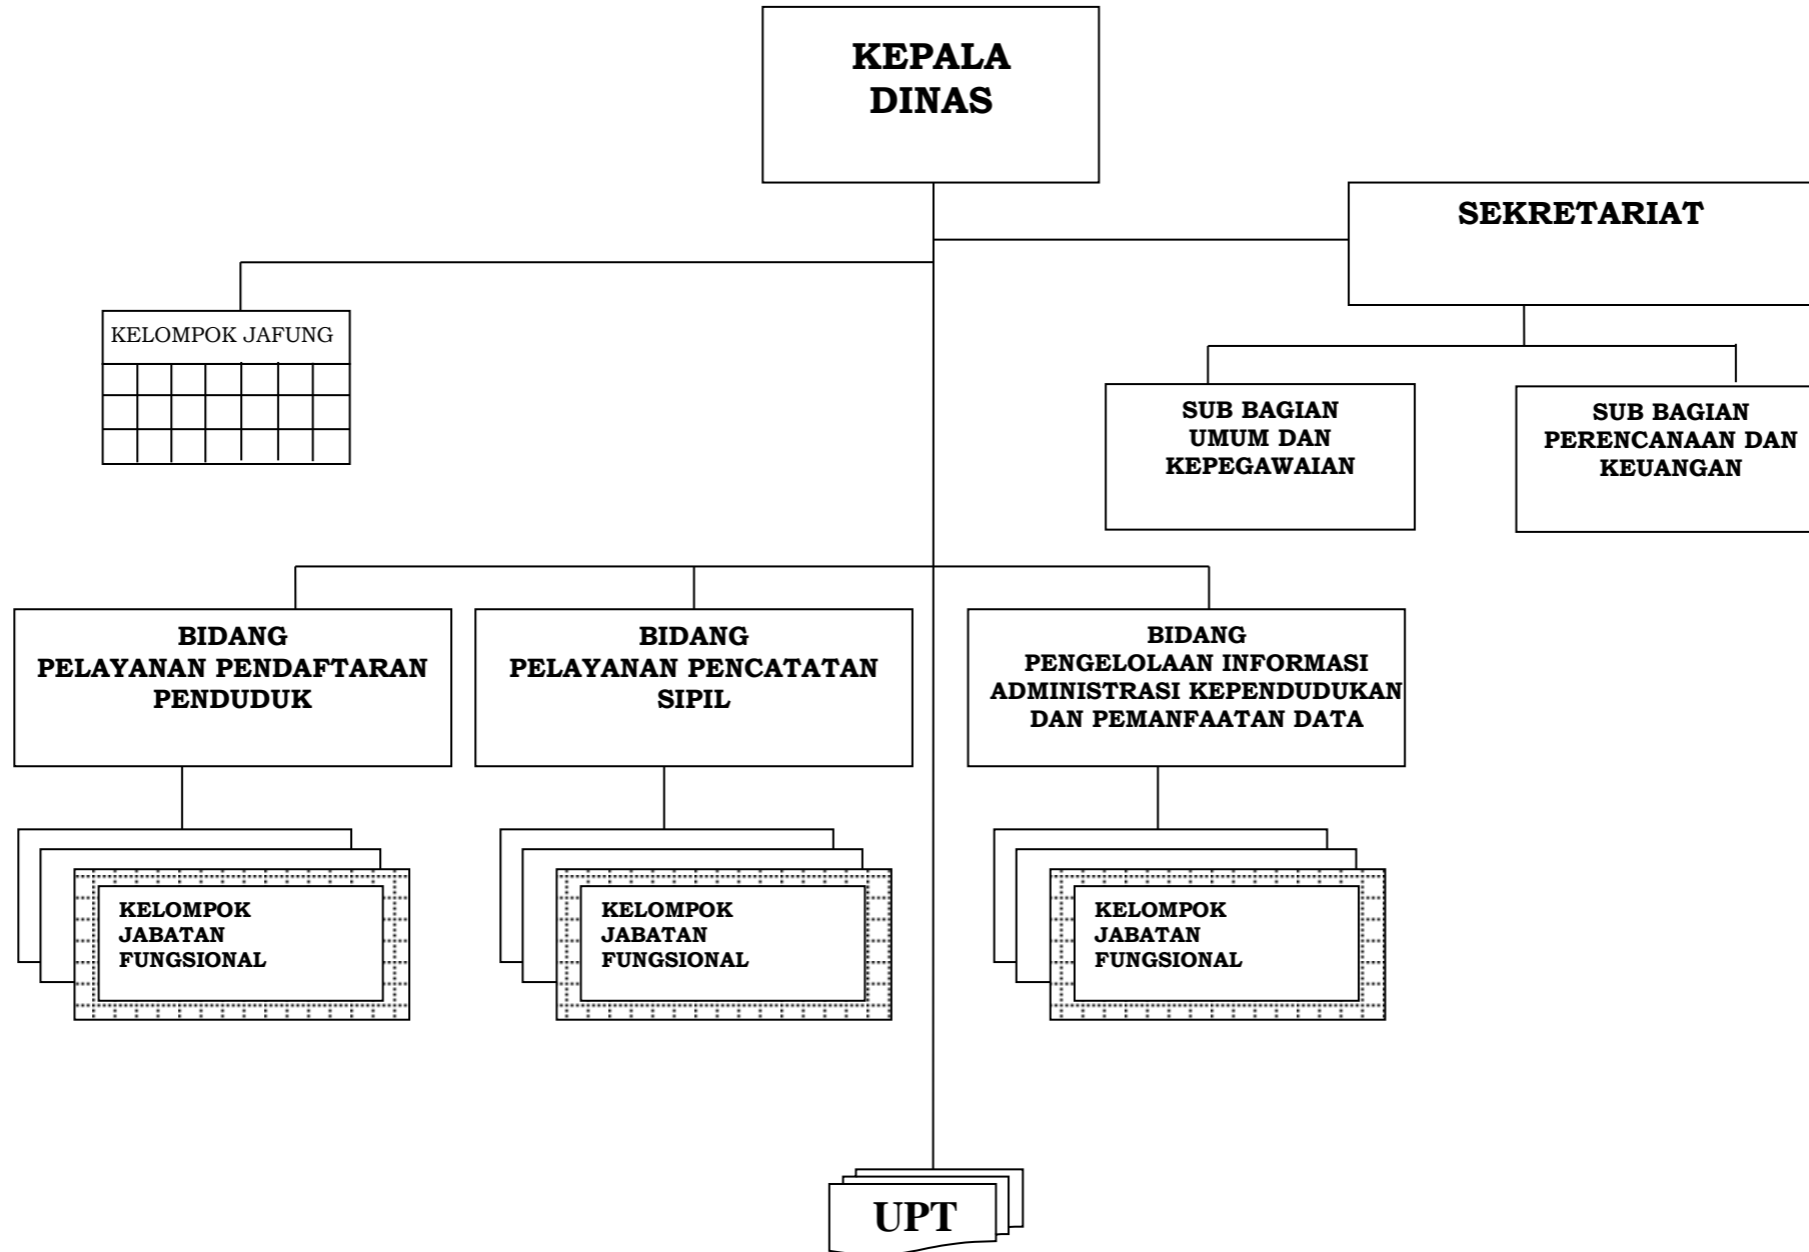 KEPALA
DINAS
SEKRETARIAT
KELOMPOK JAFUNG
SUB BAGIAN
UMUM DAN
KEPEGAWAIAN
SUB BAGIAN
PERENCANAAN DAN
KEUANGAN
BIDANG
PELAYANAN PENDAFTARAN
PENDUDUK
BIDANG
PELAYANAN PENCATATAN
SIPIL
BIDANG
PENGELOLAAN INFORMASI
ADMINISTRASI KEPENDUDUKAN
DAN PEMANFAATAN DATA
KELOMPOK
JABATAN
FUNGSIONAL
KELOMPOK
JABATAN
FUNGSIONAL
KELOMPOK
JABATAN
FUNGSIONAL
UPT